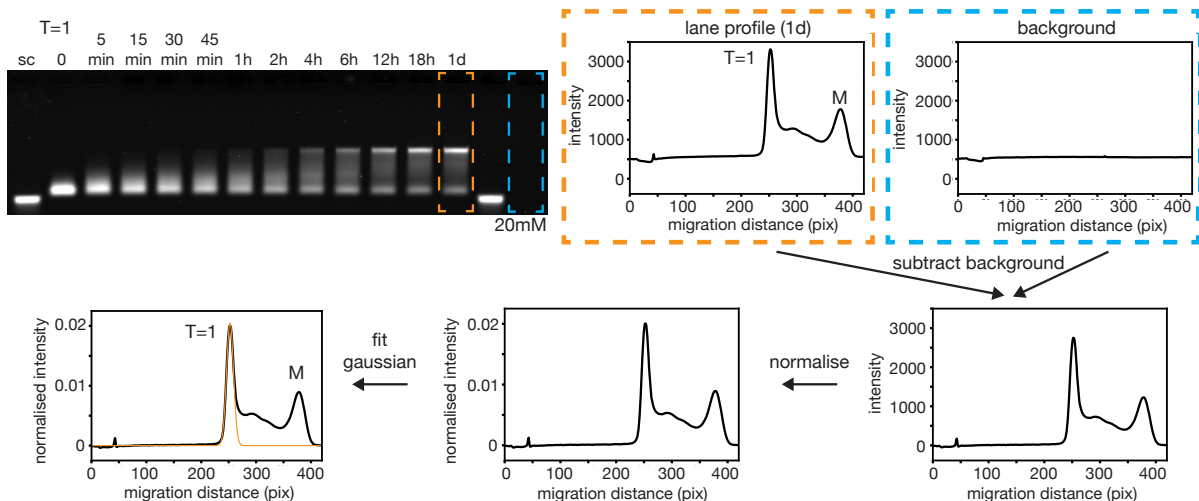 T=1
sc 0 5 min 15 min 30 min 45 min 1h 2h 4h 6h 12h 18h 1d
20mM
lane profile (1d)
T=1
M
intensity
3000
2000
1000
0
0 100 200 300 400
migration distance (pix)
background
intensity
3000
2000
1000
0
0 100 200 300 400
migration distance (pix)
subtract background
T=1
M
normalised intensity
0.02
0.01
0
0 100 200 300 400
migration distance (pix)
fit
gaussian
normalised intensity
0.02
0.01
0
0 100 200 300 400
migration distance (pix)
normalise
intensity
3000
2000
1000
0
0 100 200 300 400
migration distance (pix)